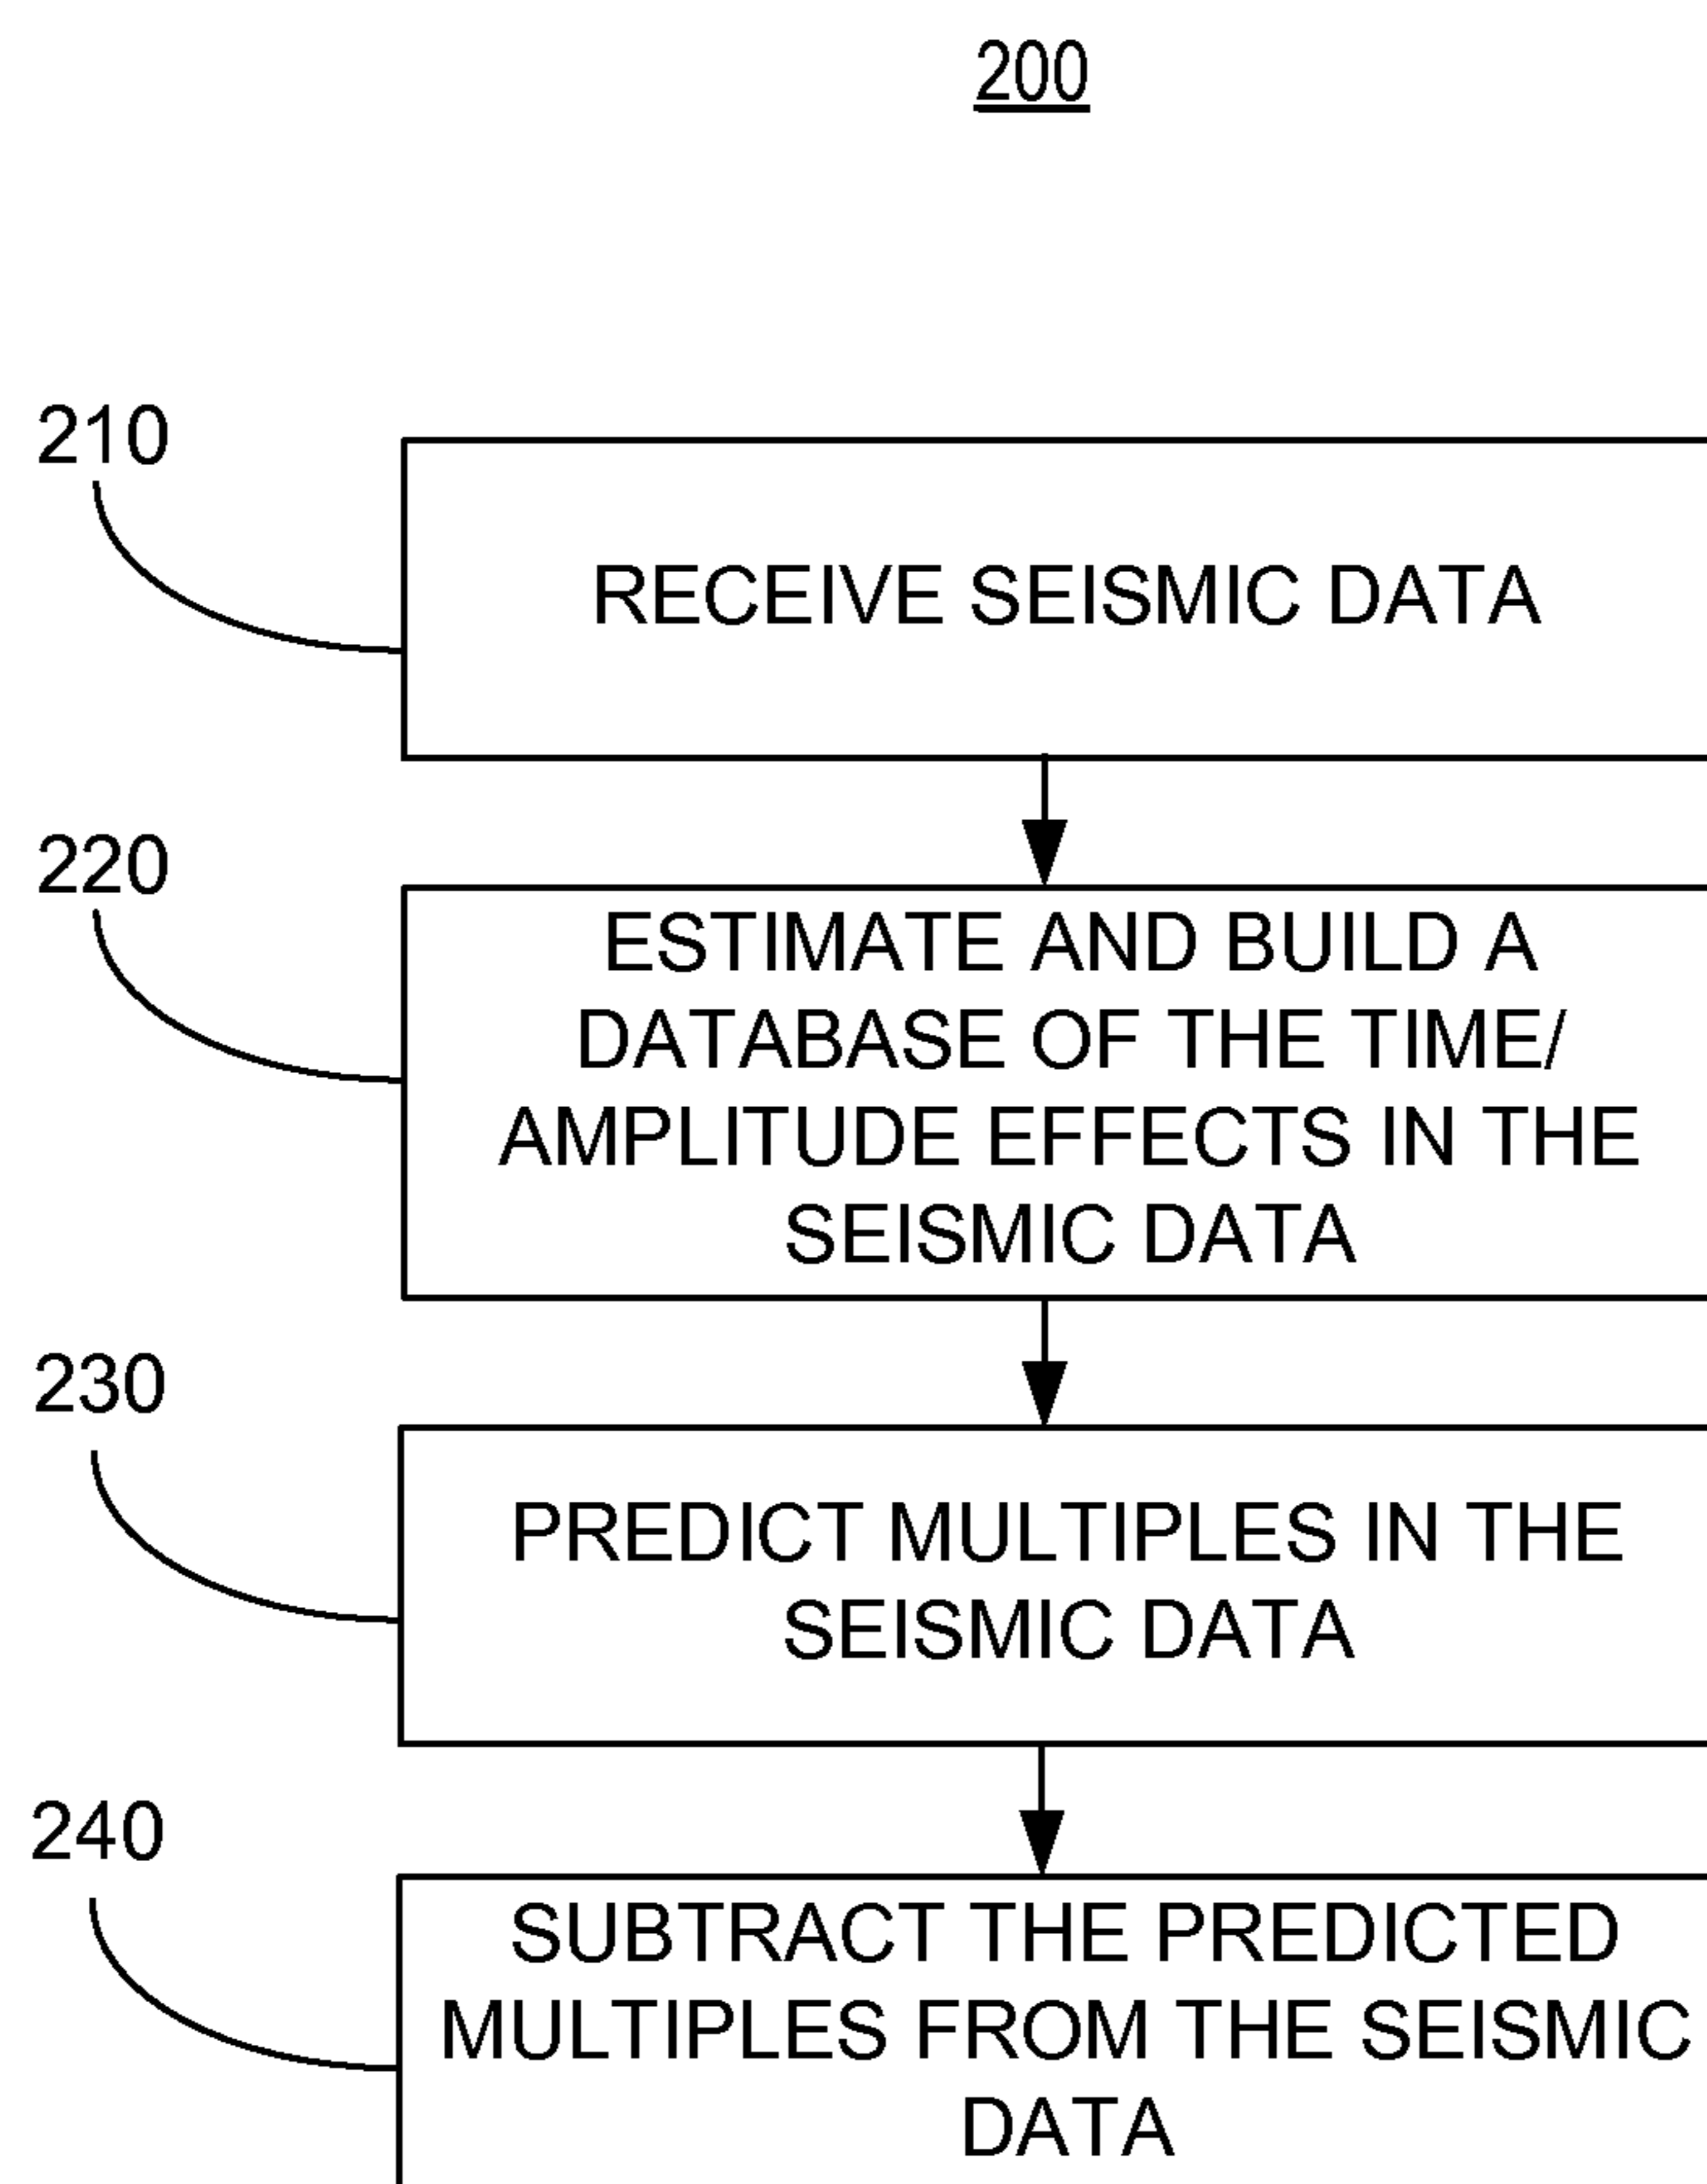 200
210
RECEIVE SEISMIC DATA
220
ESTIMATE AND BUILD A
DATABASE OF THE TIME/
AMPLITUDE EFFECTS IN THE
SEISMIC DATA
230
PREDICT MULTIPLES IN THE
SEISMIC DATA
240
SUBTRACT THE PREDICTED
MULTIPLES FROM THE SEISMIC
DATA